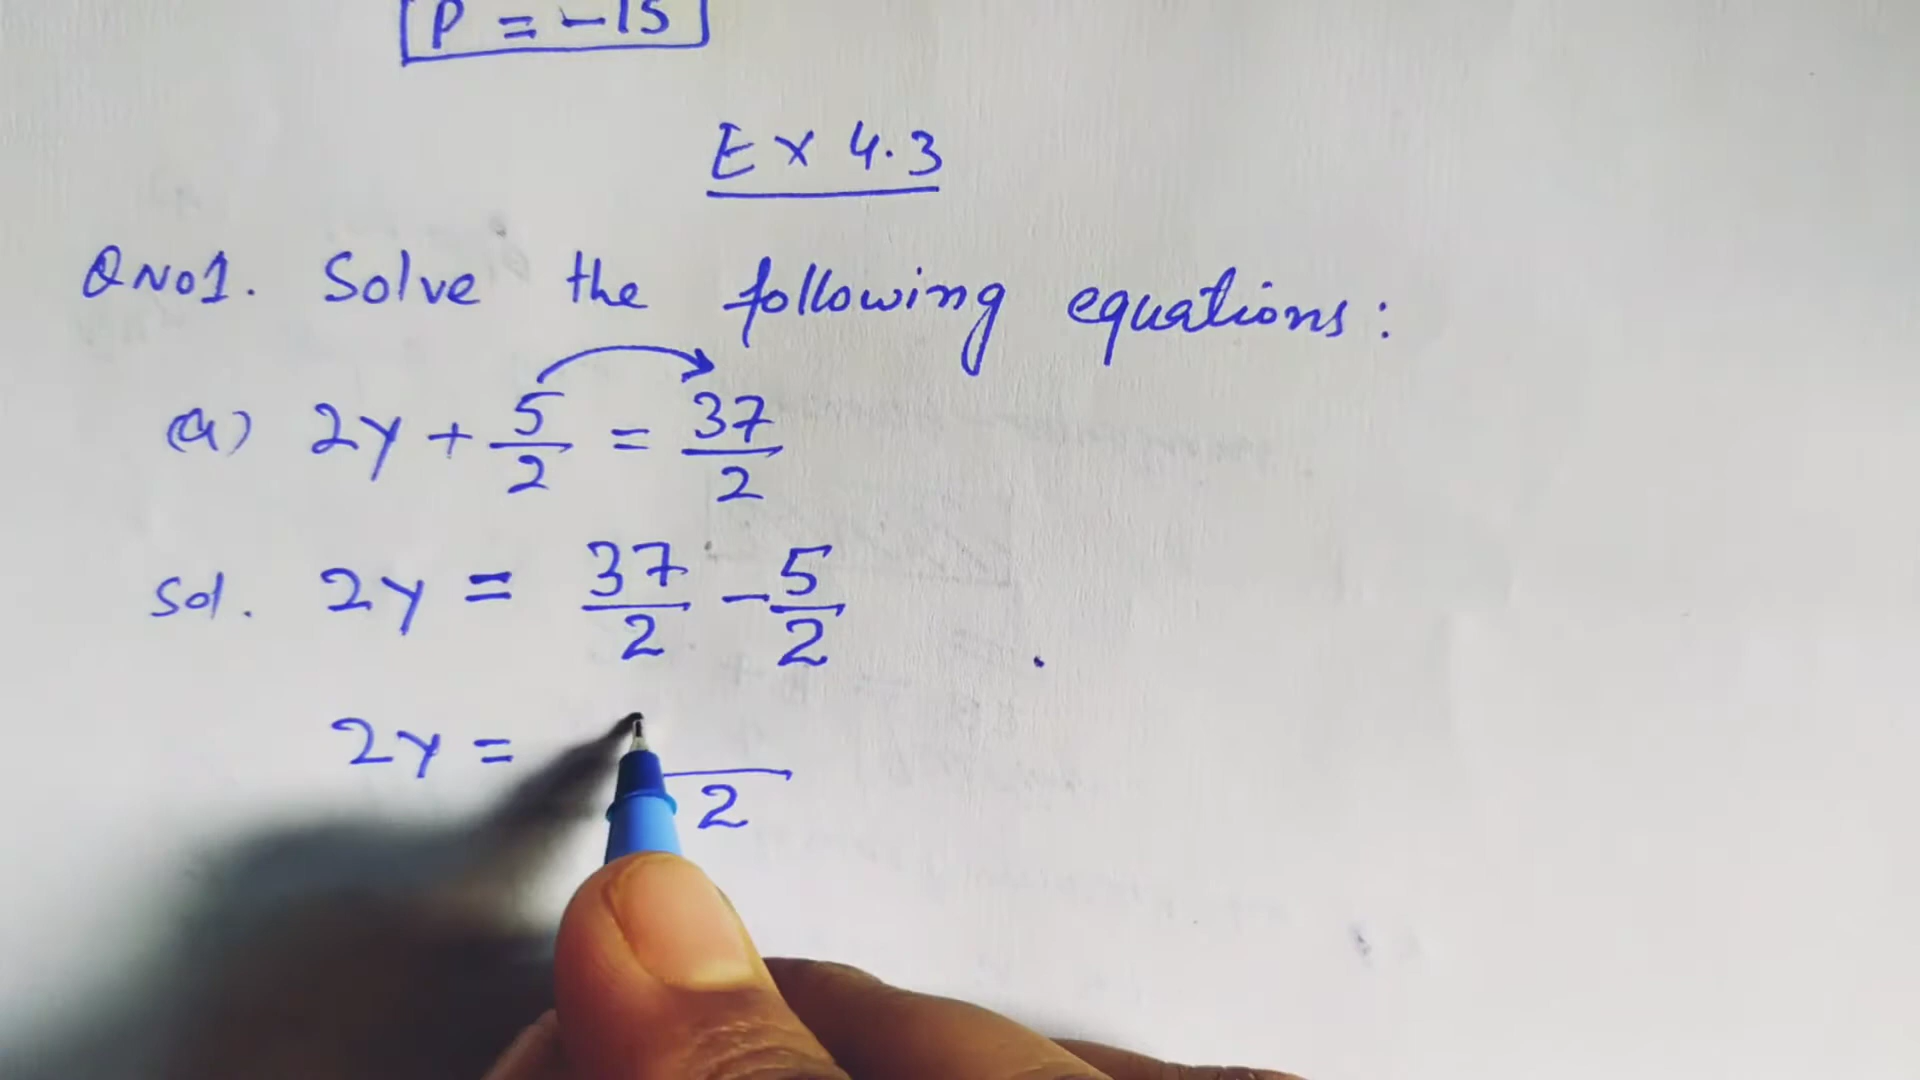 P = -15
Ex 4.3
Q No1. Solve the following equations:
(a) 2y + 5/2 = 37/2
Sol. 2y = 37/2 - 5/2
2y = /2